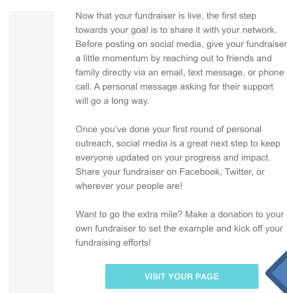 Now that your fundraiser is live, the first step
towards your goal is to share it with your network.
Before posting on social media, give your fundraiser
a little momentum by reaching out to friends and
family directly via an email, text message, or phone
call. A personal message asking for their support
will go a long way.
Once you've done your first round of personal
outreach, social media is a great next step to keep
everyone updated on your progress and impact.
Share your fundraiser on Facebook, Twitter, or
wherever your people are!
Want to go the extra mile? Make a donation to your
own fundraiser to set the example and kick off your
fundraising efforts!
VISIT YOUR PAGE